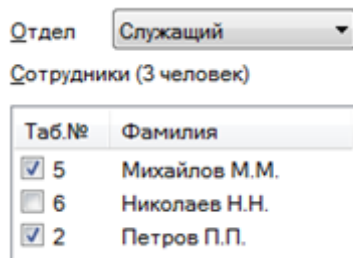 Отдел Служащий
Сотрудники (3 человек)
Таб.№ Фамилия
5 Михайлов М.М.
6 Николаев Н.Н.
2 Петров П.П.